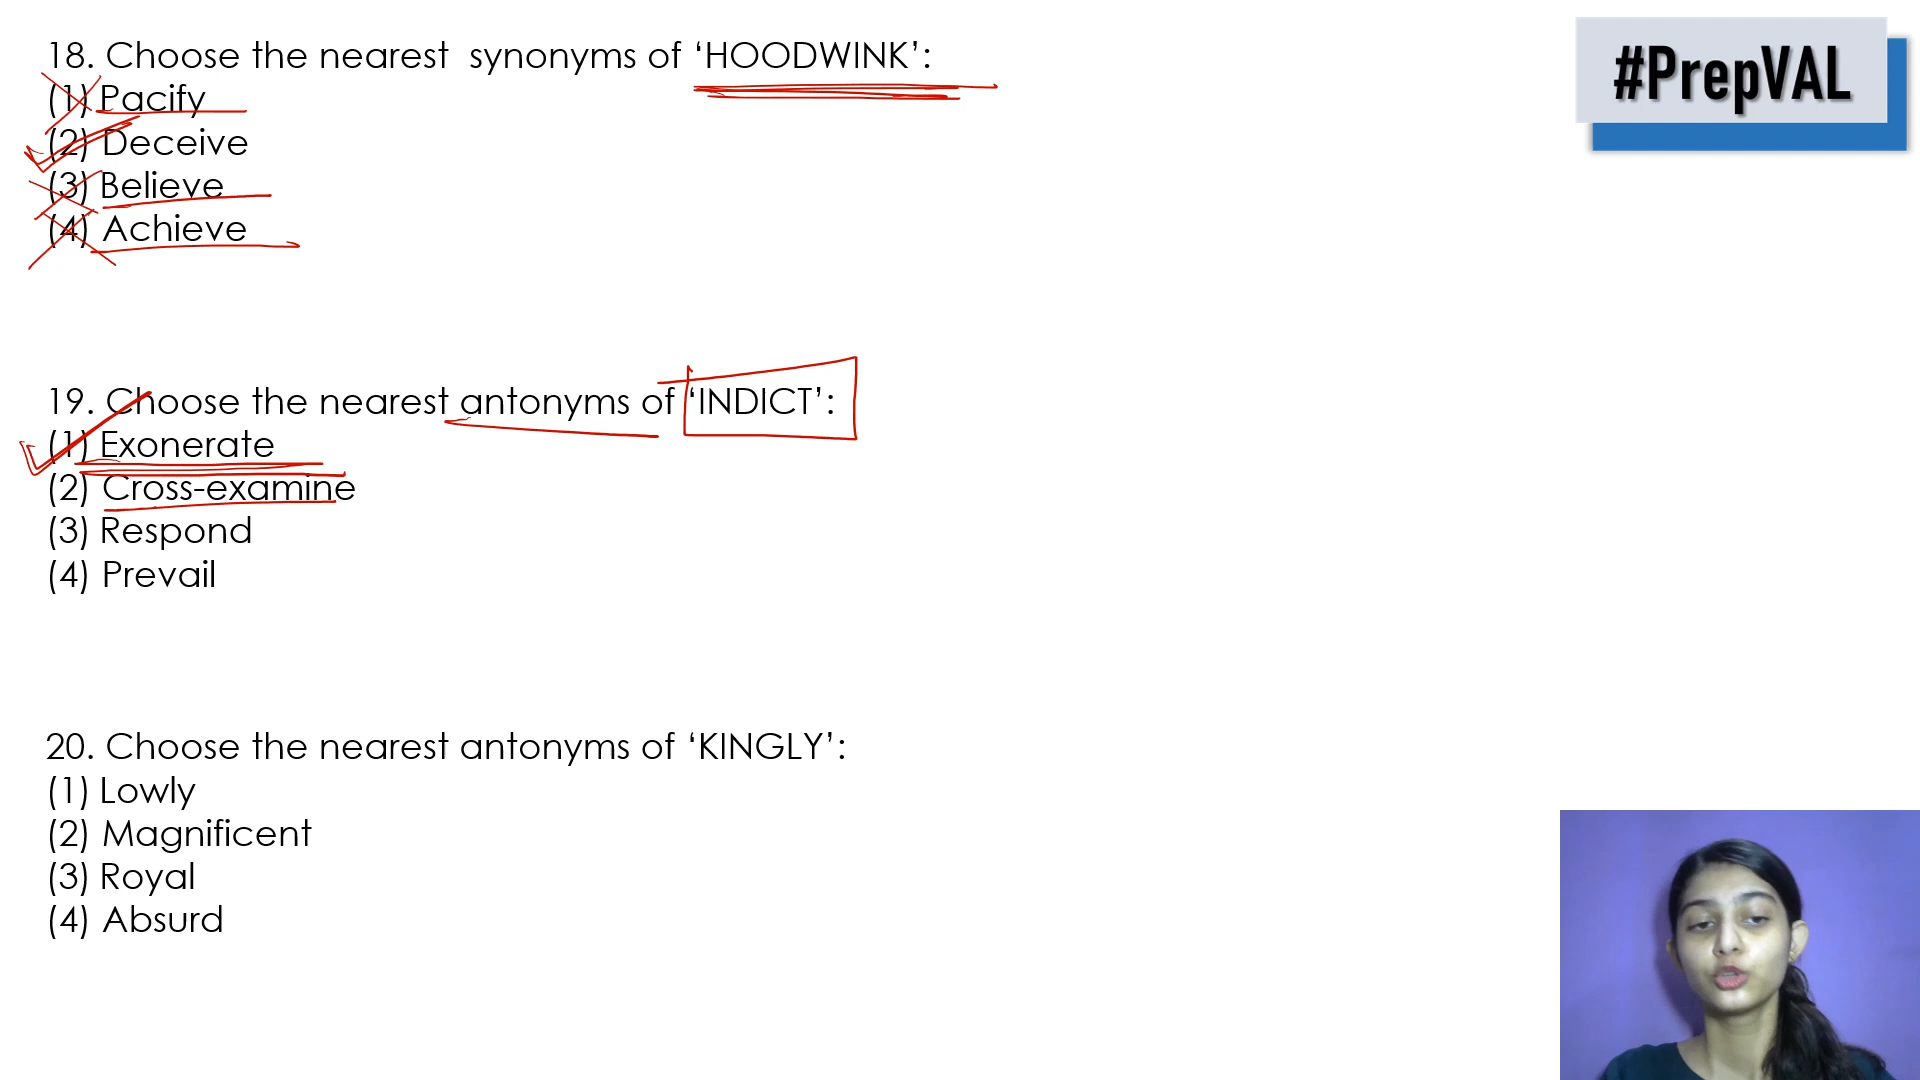 18. Choose the nearest synonyms of ‘HOODWINK’:
(1) Pacify
(2) Deceive
(3) Believe
(4) Achieve
19. Choose the nearest antonyms of ‘INDICT’:
(1) Exonerate
(2) Cross-examine
(3) Respond
(4) Prevail
20. Choose the nearest antonyms of ‘KINGLY’:
(1) Lowly
(2) Magnificent
(3) Royal
(4) Absurd
#PrepVAL